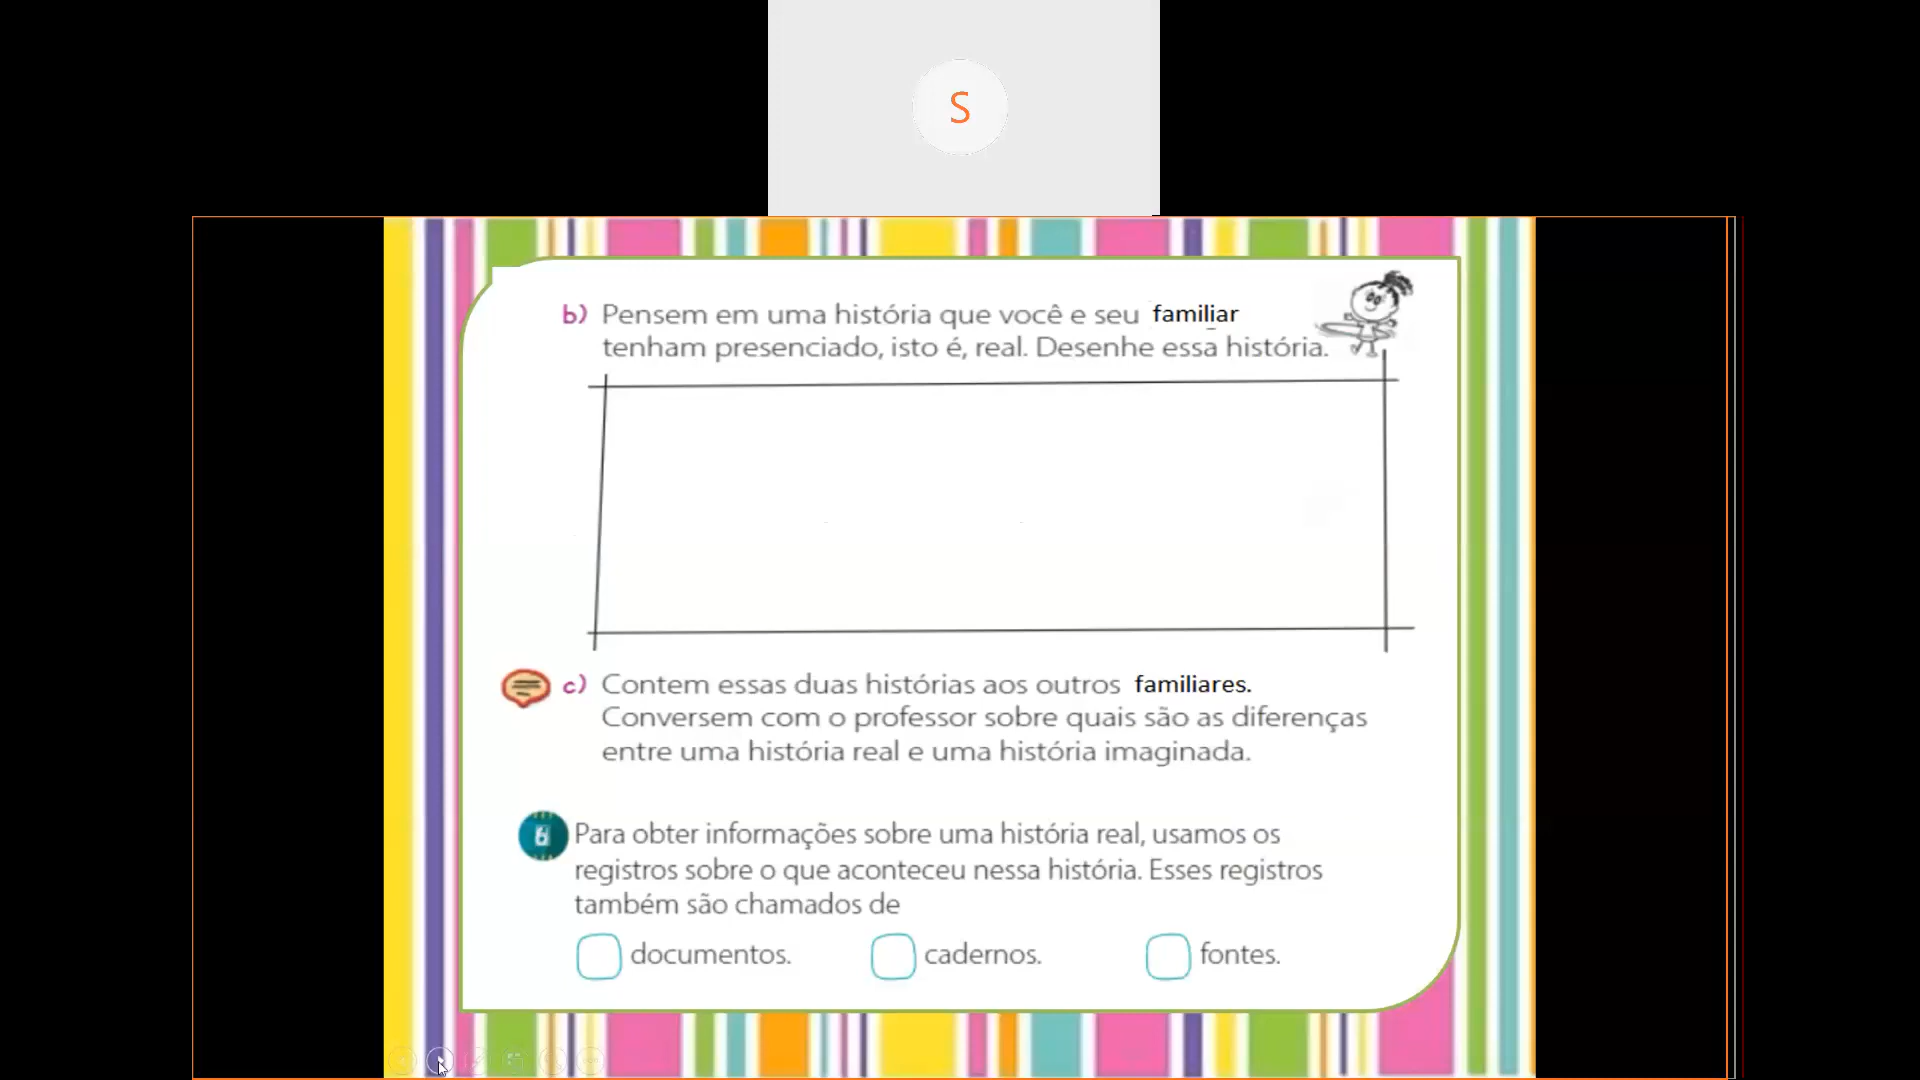 S
b) Pensem em uma história que você e seu familiar
tenham presenciado, isto é, real. Desenhe essa história.
c) Contem essas duas histórias aos outros familiares.
Conversem com o professor sobre quais são as diferenças
entre uma história real e uma história imaginada.
6 Para obter informações sobre uma história real, usamos os
registros sobre o que aconteceu nessa história. Esses registros
também são chamados de
documentos. cadernos. fontes.